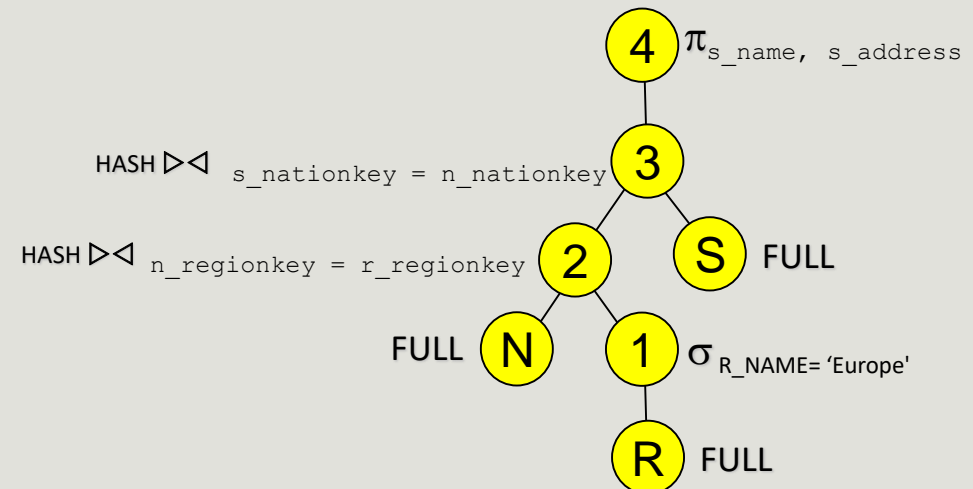 4 π s_name, s_address
HASH ▷◁ s_nationkey = n_nationkey 3
HASH ▷◁ n_regionkey = r_regionkey 2 S FULL
FULL N 1 σ R_NAME= ‘Europe'
R FULL